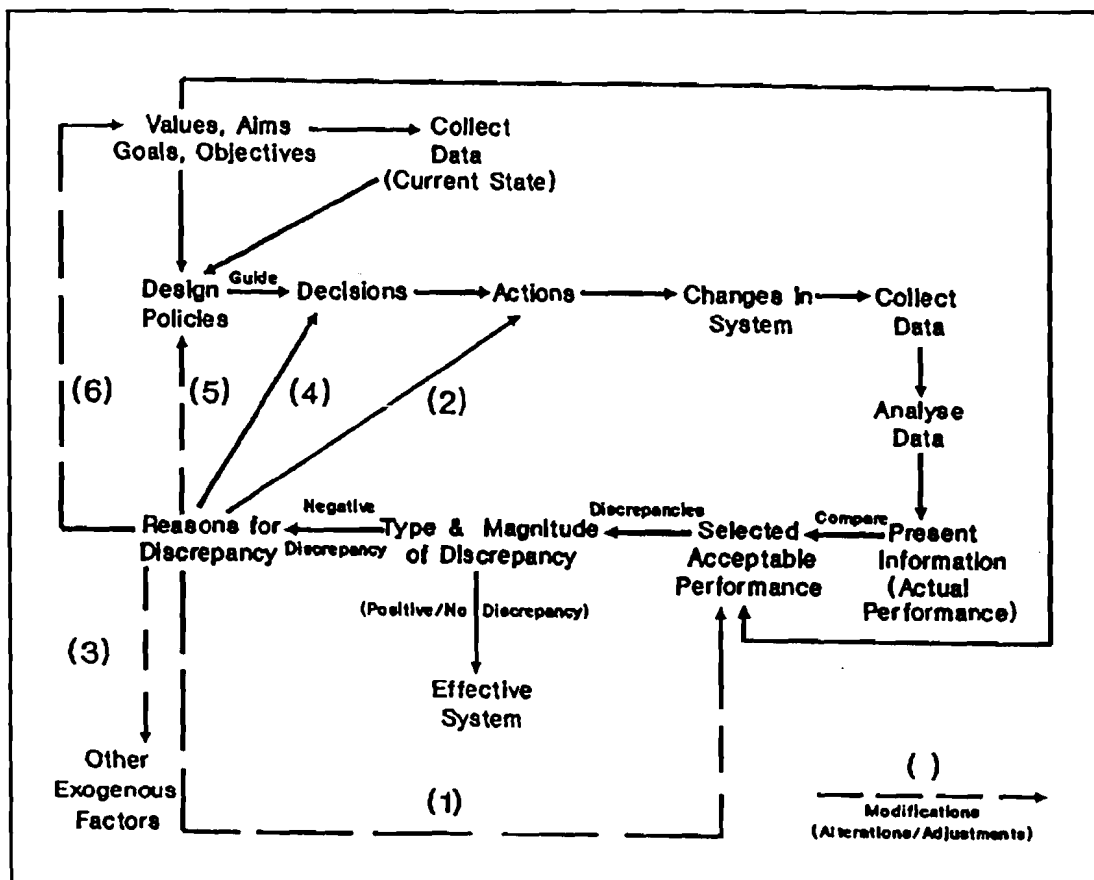 Values, Aims
Goals, Objectives
Collect
Data
(Current State)
Design
Policies
Guide
Decisions
Actions
Changes in
System
Collect
Data
(6)
(5)
(4)
(2)
Analyse
Data
Reasons for
Discrepancy
Negative
Discrepancy
Type & Magnitude
of Discrepancy
Discrepancies
Selected
Acceptable
Performance
Compare
Present
Information
(Actual
Performance)
(Positive/No Discrepancy)
(3)
Effective
System
Other
Exogenous
Factors
(1)
( )
Modifications
(Alterations/Adjustments)